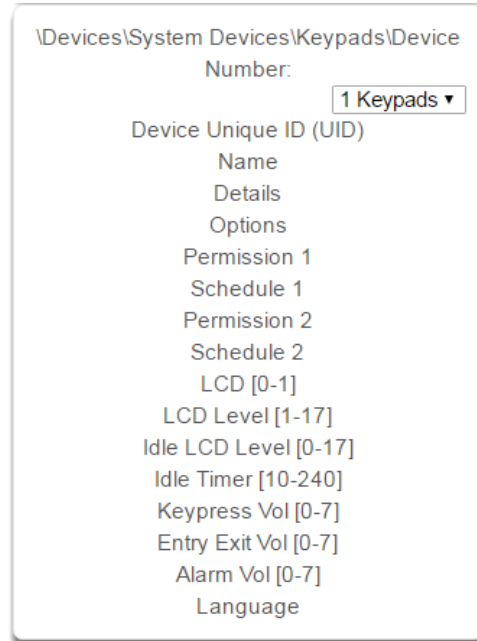 \Devices\System Devices\Keypads\Device
Number:
1 Keypads ▾
Device Unique ID (UID)
Name
Details
Options
Permission 1
Schedule 1
Permission 2
Schedule 2
LCD [0-1]
LCD Level [1-17]
Idle LCD Level [0-17]
Idle Timer [10-240]
Keypress Vol [0-7]
Entry Exit Vol [0-7]
Alarm Vol [0-7]
Language